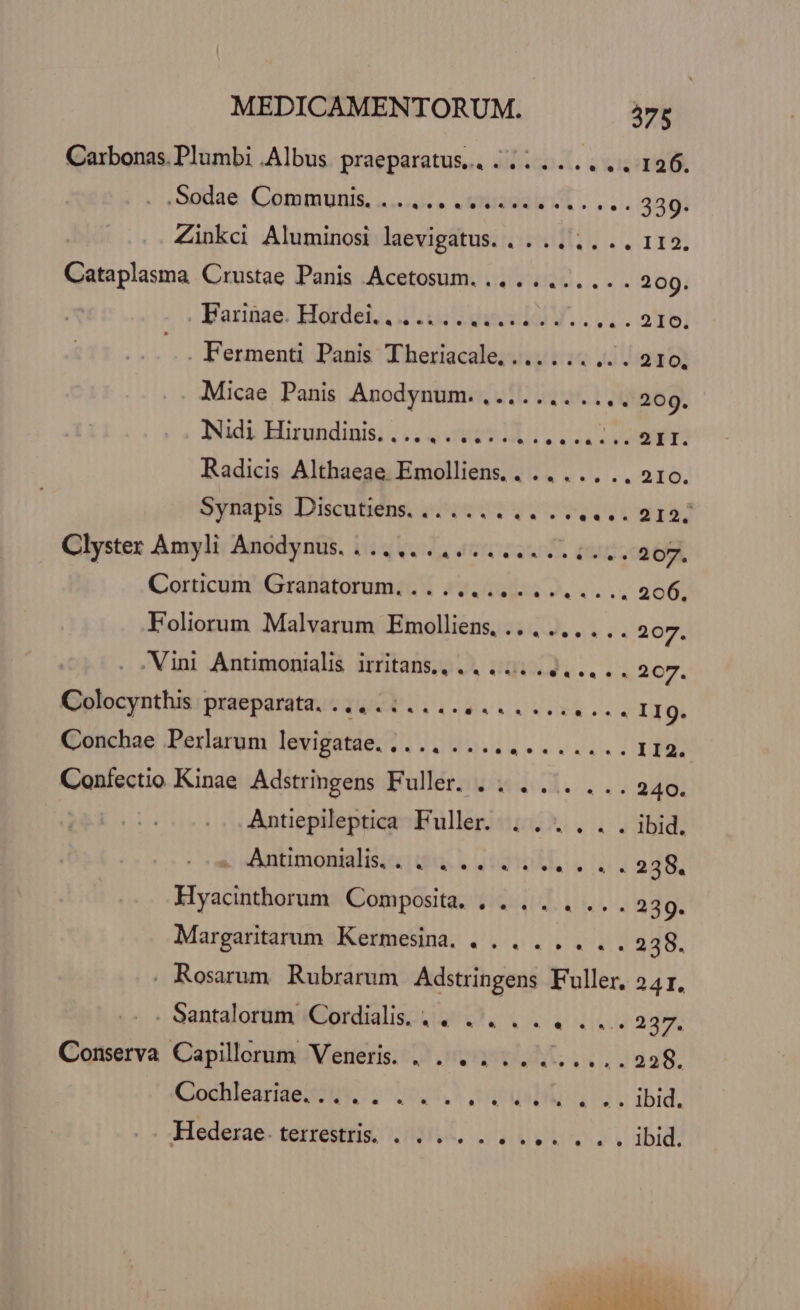 MEDICAMENTORUM. 375
Carbonas Plumbi Albus praeparatus. . . . . . . . . . 126.
Sodae Communis. . . . . . . . . . . . . . . . . . . 339.
Zinkci Aluminosi laevigatus. . . . . . . . . 112.
Cataplasma Crustae Panis Acetosum. . . . . . . . . . 209.
Farinae Hordei. . . . . . . . . . . . . . . . . . 210.
Fermenti Panis Theriacale. . . . . . . . . . 210.
Micae Panis Anodynum. . . . . . . . . . . . 209.
Nidi Hirundinis. . . . . . . . . . . . . . . . . . 211.
Radicis Althaeae Emolliens. . . . . . . . . 210.
Synapis Discutiens. . . . . . . . . . . . . . . 212.
Clyster Amyli Anodynus. . . . . . . . . . . . . . . . . 207.
Corticum Granatorum. . . . . . . . . . . . . . . 206.
Foliorum Malvarum Emolliens. . . . . . . . . 207.
Vini Antimonialis irritans. . . . . . . . . . . . . 207.
Colocynthis praeparata. . . . . . . . . . . . . . . . . . 119.
Conchae Perlarum levigatae. . . . . . . . . . . . . . . 112.
Confectio Kinae Adstringens Fuller. . . . . . . . . 240.
Antiepileptica Fuller. . . . . . . . ibid.
Antimonialis. . . . . . . . . . . . . . 238.
Hyacinthorum Composita. . . . . . . . . 239.
Margaritarum Kermesina. . . . . . . . . 238.
Rosarum Rubrarum Adstringens Fuller. 241.
Santalorum Cordialis. . . . . . . . . . . 237.
Conserva Capillorum Veneris. . . . . . . . . . . . . 228.
Cochleariae. . . . . . . . . . . . . . . . . ibid.
Hederae terrestris. . . . . . . . . . . . . . ibid.